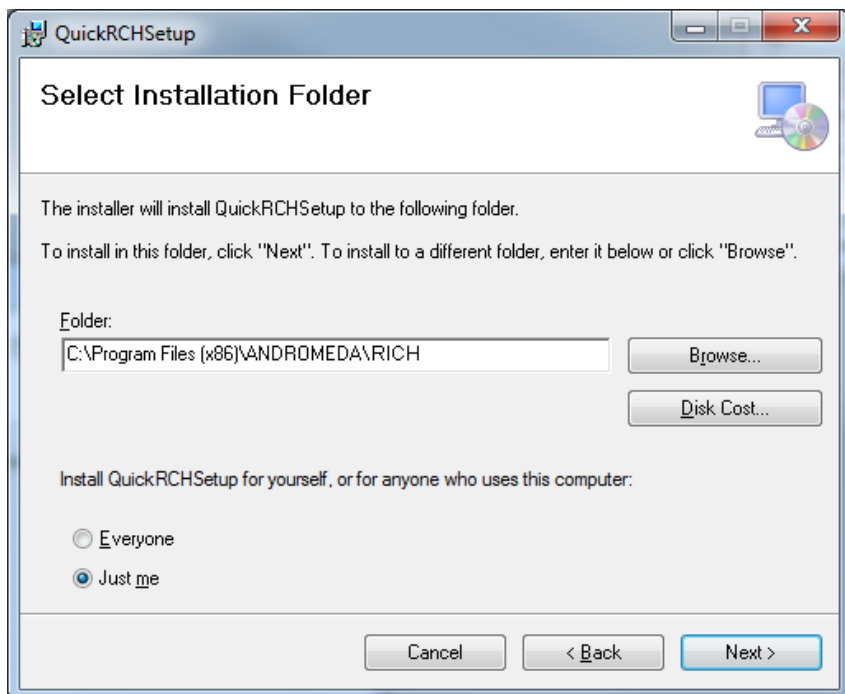 QuickRCHSetup
Select Installation Folder
The installer will install QuickRCHSetup to the following folder.
To install in this folder, click "Next". To install to a different folder, enter it below or click "Browse".
Folder:
C:\Program Files (x86)\ANDROMEDA\RICH
Browse...
Disk Cost...
Install QuickRCHSetup for yourself, or for anyone who uses this computer:
Everyone
Just me
Cancel
< Back
Next >